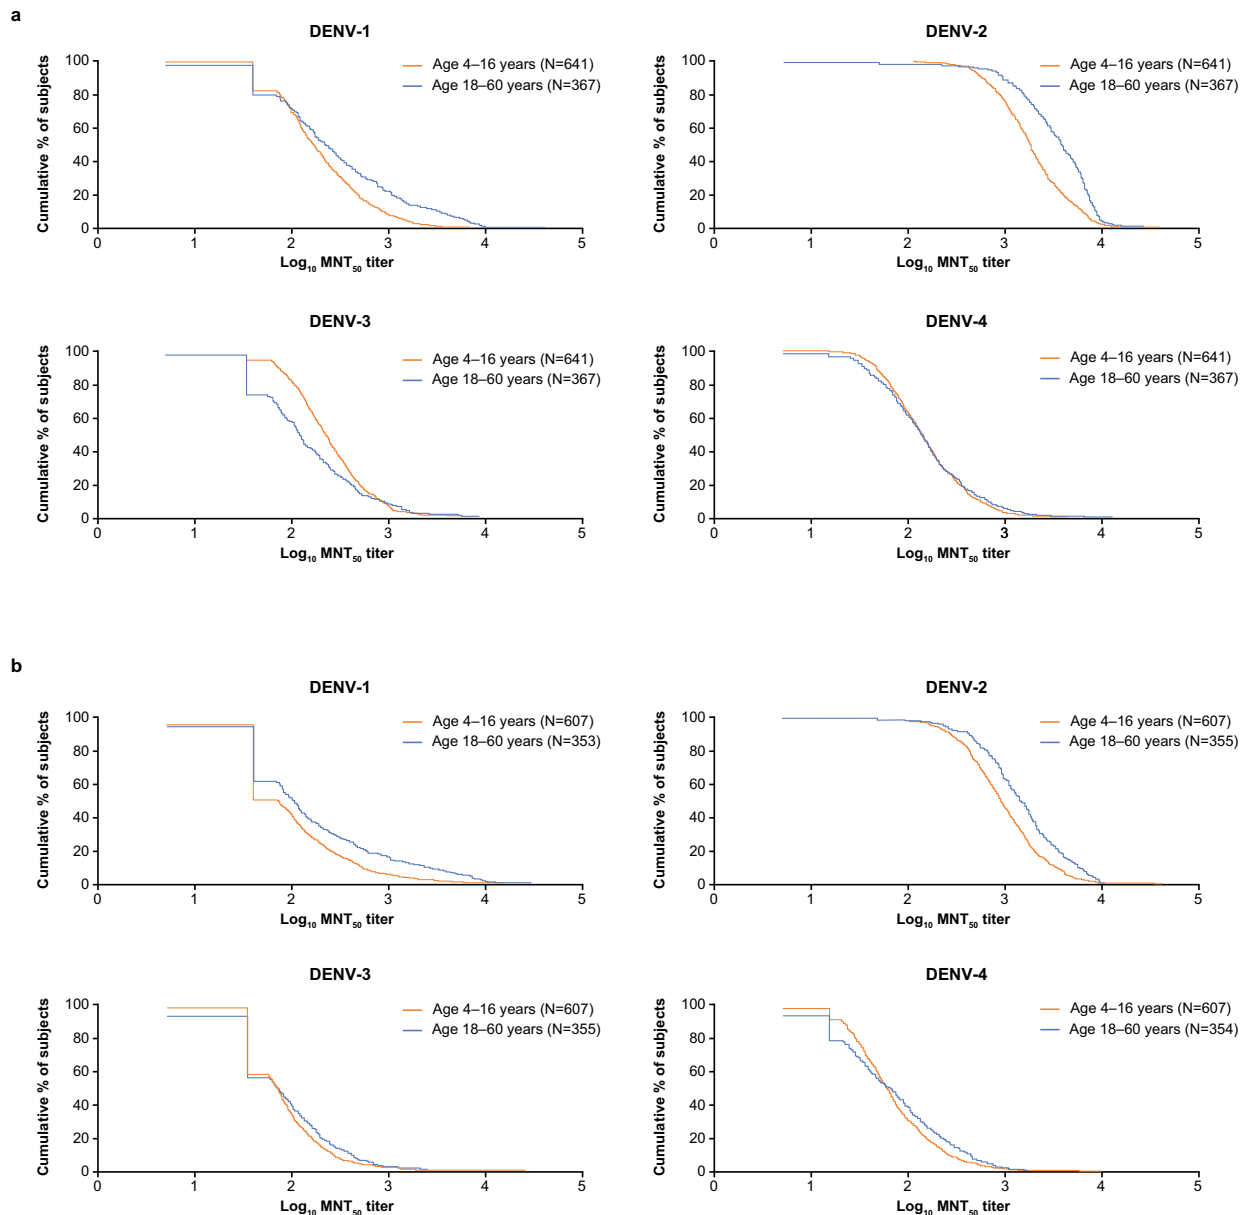 a
DENV-1
Cumulative % of subjects
100
80
60
40
20
0
0 1 2 3 4 5
Log10 MNT50 titer
Age 4–16 years (N=641)
Age 18–60 years (N=367)
DENV-2
Cumulative % of subjects
100
80
60
40
20
0
0 1 2 3 4 5
Log10 MNT50 titer
Age 4–16 years (N=641)
Age 18–60 years (N=367)
DENV-3
Cumulative % of subjects
100
80
60
40
20
0
0 1 2 3 4 5
Log10 MNT50 titer
Age 4–16 years (N=641)
Age 18–60 years (N=367)
DENV-4
Cumulative % of subjects
100
80
60
40
20
0
0 1 2 3 4 5
Log10 MNT50 titer
Age 4–16 years (N=641)
Age 18–60 years (N=367)
b
DENV-1
Cumulative % of subjects
100
80
60
40
20
0
0 1 2 3 4 5
Log10 MNT50 titer
Age 4–16 years (N=607)
Age 18–60 years (N=353)
DENV-2
Cumulative % of subjects
100
80
60
40
20
0
0 1 2 3 4 5
Log10 MNT50 titer
Age 4–16 years (N=607)
Age 18–60 years (N=355)
DENV-3
Cumulative % of subjects
100
80
60
40
20
0
0 1 2 3 4 5
Log10 MNT50 titer
Age 4–16 years (N=607)
Age 18–60 years (N=355)
DENV-4
Cumulative % of subjects
100
80
60
40
20
0
0 1 2 3 4 5
Log10 MNT50 titer
Age 4–16 years (N=607)
Age 18–60 years (N=354)